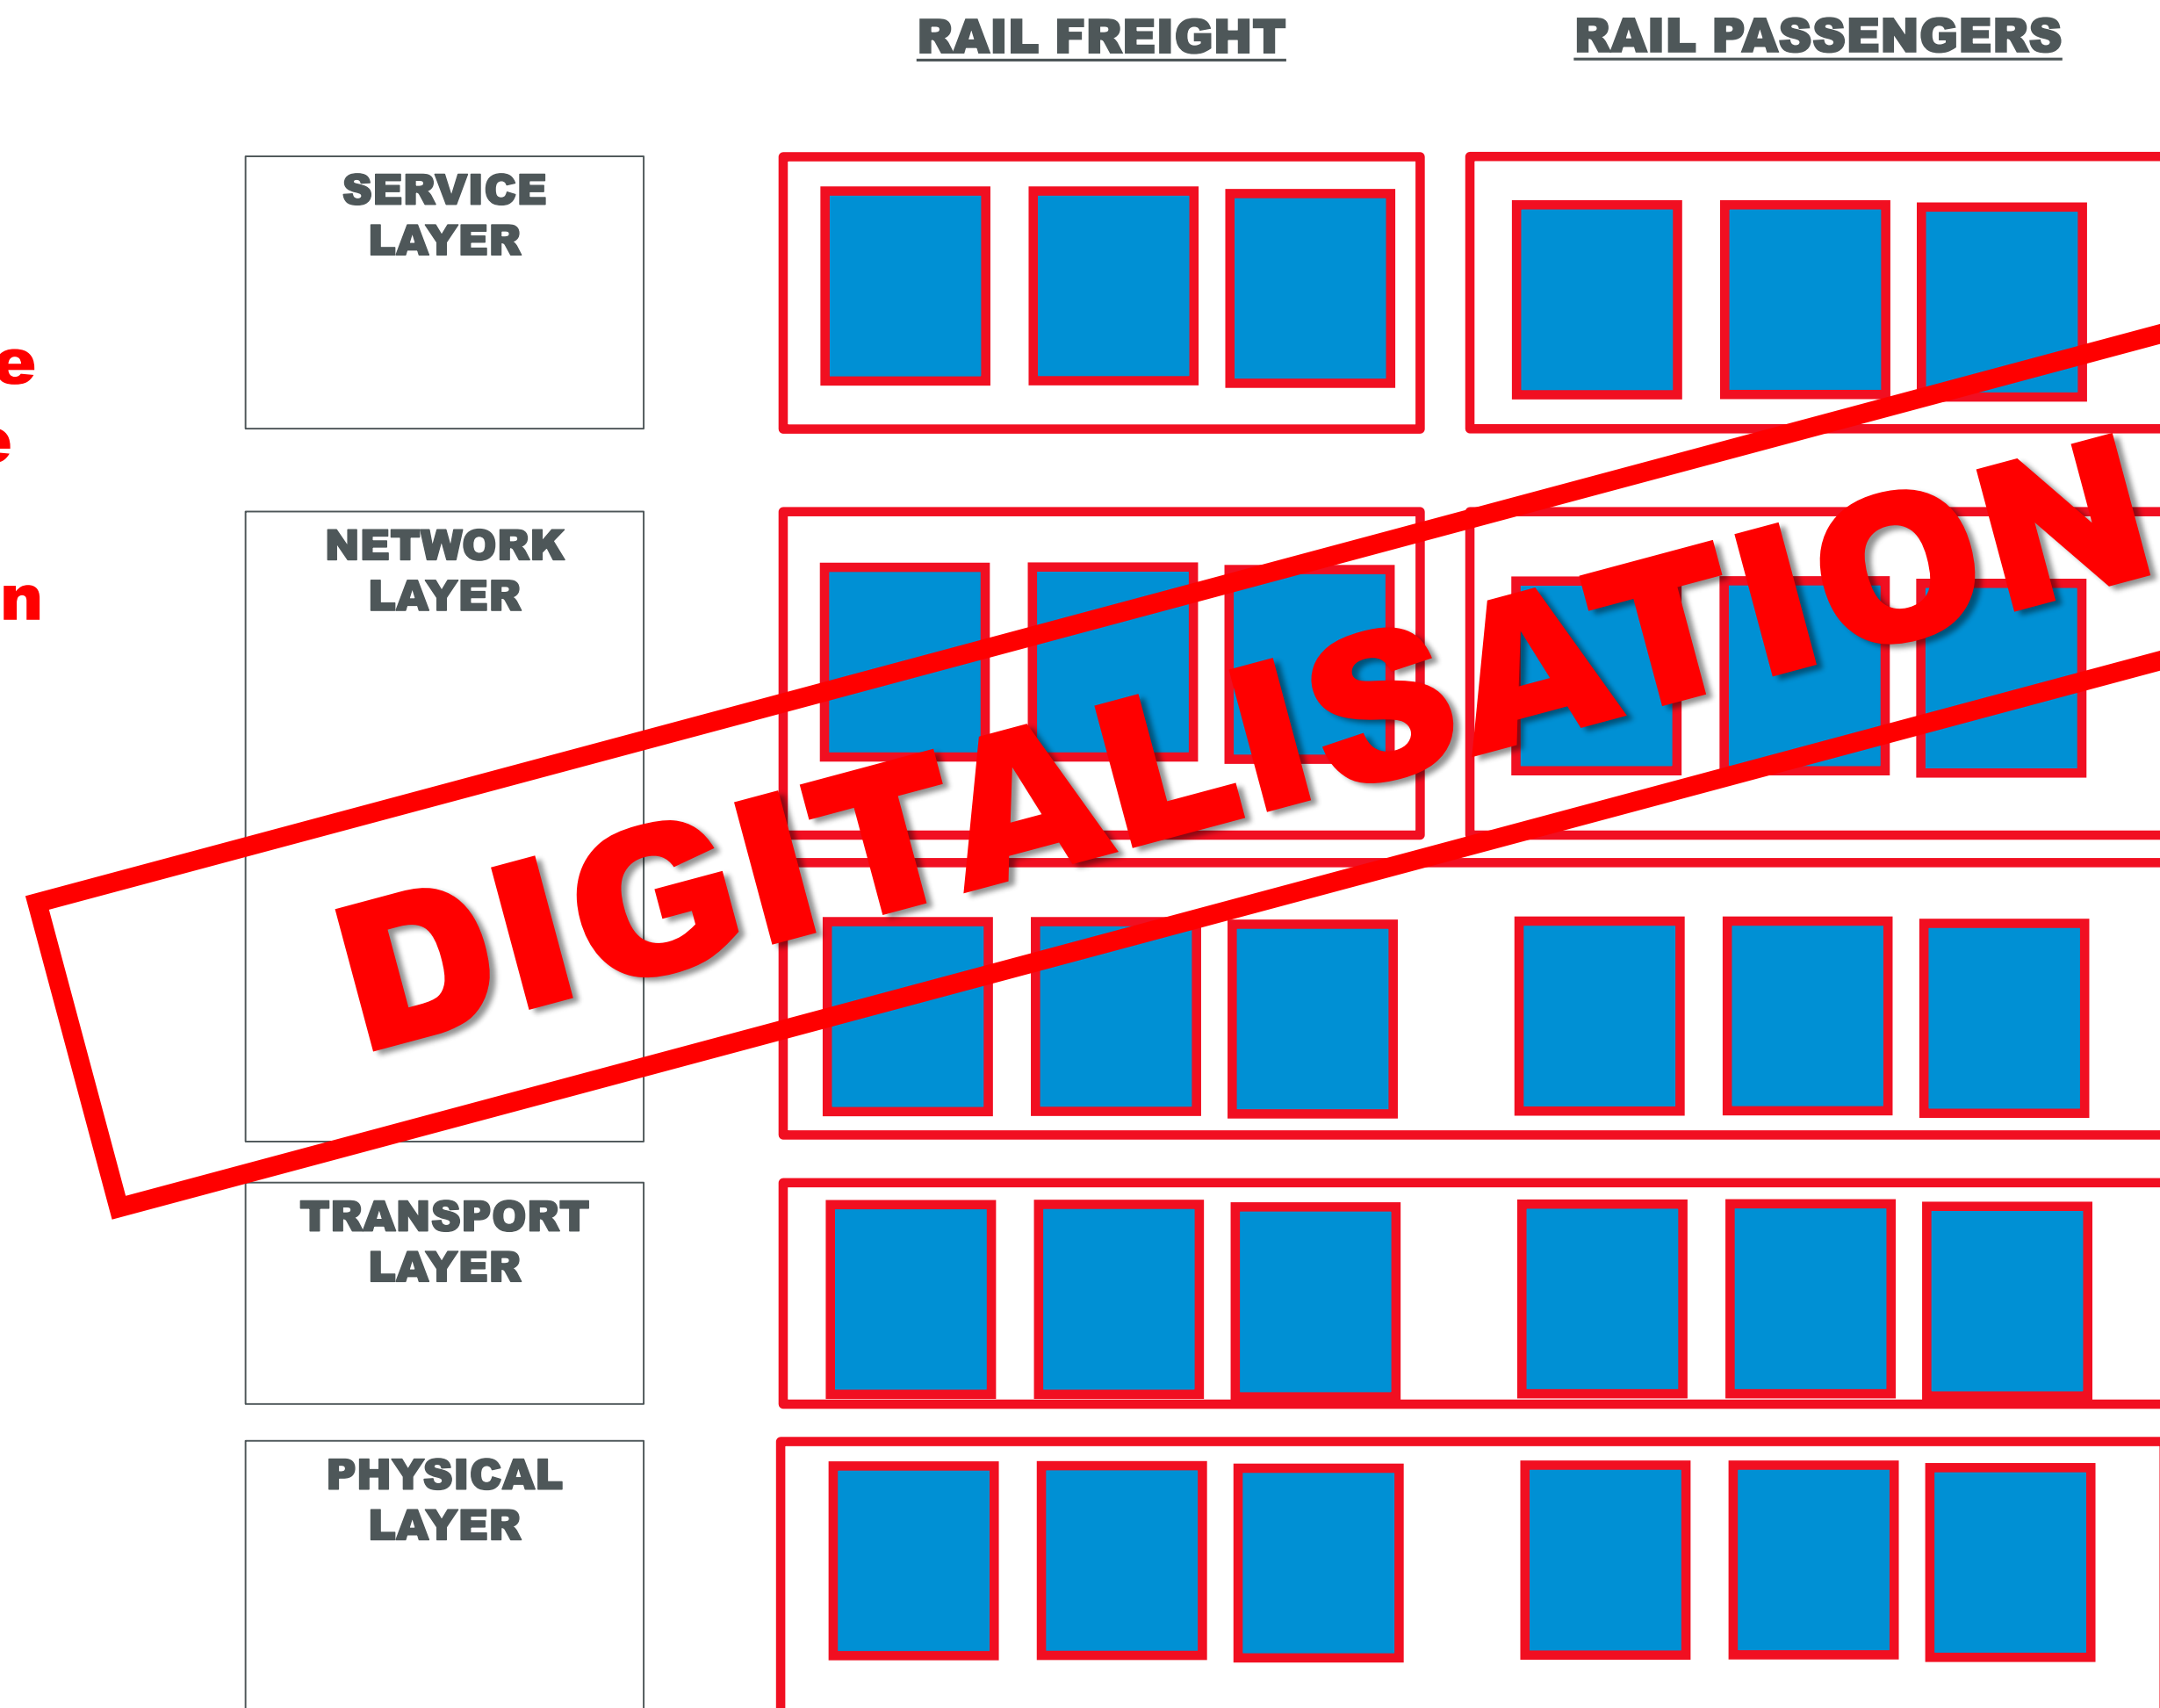 RAIL FREIGHT
RAIL PASSENGERS
SERVICE
LAYER
e
e
n
NETWORK
LAYER
DIGITALISATION
TRANSPORT
LAYER
PHYSICAL
LAYER